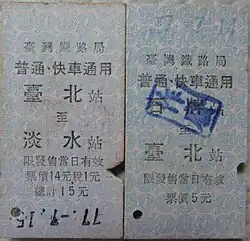 臺灣鐵路局
普通、快車通用
臺北站
至
淡水站
限發售當日有效
票價14元稅1元
總計15元
77.-7.15
臺灣鐵路局
普通、快車通用
站
至
臺北站
限發售當日有效
票價5元